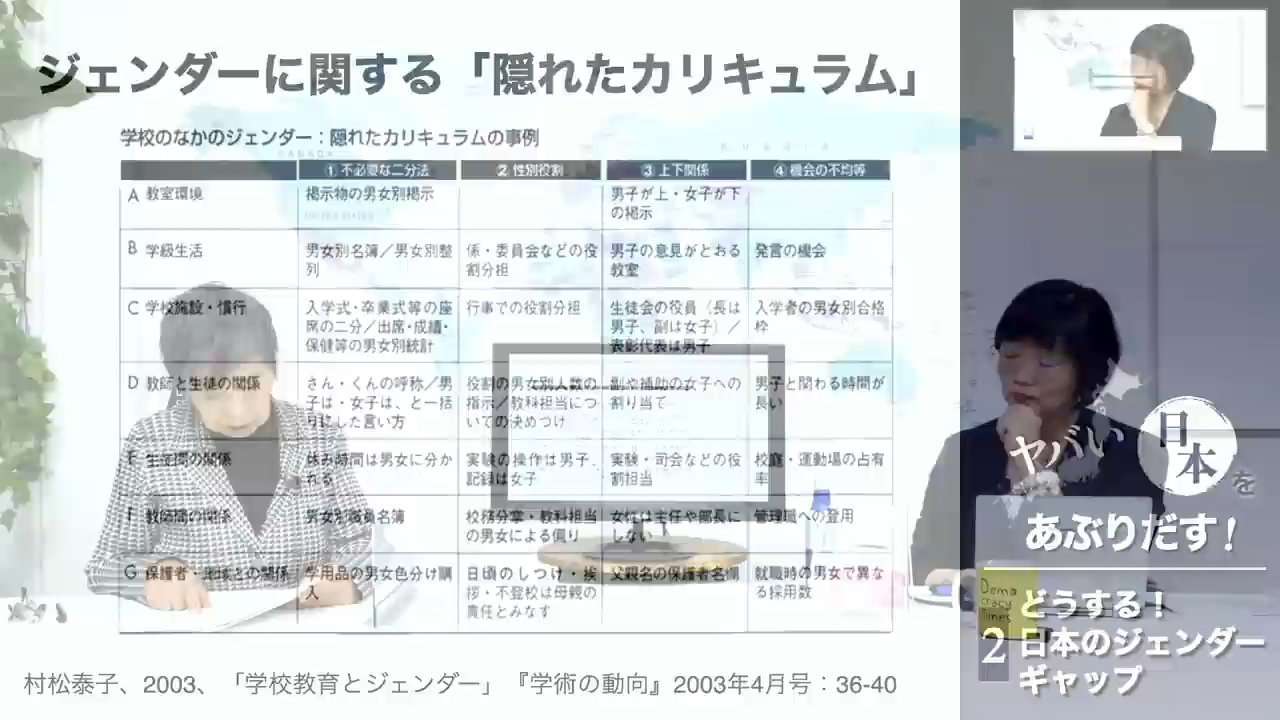 ジェンダーに関する「隠れたカリキュラム」
学校のなかのジェンダー：隠れたカリキュラムの事例
① 不必要な二分法 ② 性別役割 ③ 上下関係 ④ 機会の不均等
A 教室環境
掲示物の男女別掲示
男子が上・女子が下
の掲示
B 学級生活
男女別名簿／男女別整
列
係・委員会などの役
割分担
男子の意見がとおる
教室
発言の機会
C 学校施設・慣行
入学式・卒業式等の座
席の二分／出席・成績・
保健等の男女別統計
行事での役割分担
生徒会の役員（長は
男子、副は女子）／
表彰代表は男子
入学者の男女別合格
枠
D 教師と生徒の関係
さん・くんの呼称／男
子は・女子は、と一括
りにした言い方
役割の男女別人数の
指示／教科担当につ
いての決めつけ
副や補助の女子への
割り当て
男子と関わる時間が
長い
E 生徒間の関係
休み時間は男女に分か
れる
実験の操作は男子、
記録は女子
実験・司会などの役
割担当
校庭・運動場の占有
率
F 教師間の関係
男女別職員名簿
校務分掌・教科担当
の男女による偏り
女性は主任や部長に
しない
管理職への登用
G 保護者・地域との関係
学用品の男女色分け購
入
日頃のしつけ・挨
拶・不登校は母親の
責任とみなす
父親名の保護者名簿
就職時の男女で異な
る採用数
村松泰子、2003、「学校教育とジェンダー」『学術の動向』2003年4月号：36-40
ヤバい
日本
を
あぶりだす！
Demo
cracy
Times
2
どうする！
日本のジェンダー
ギャップ